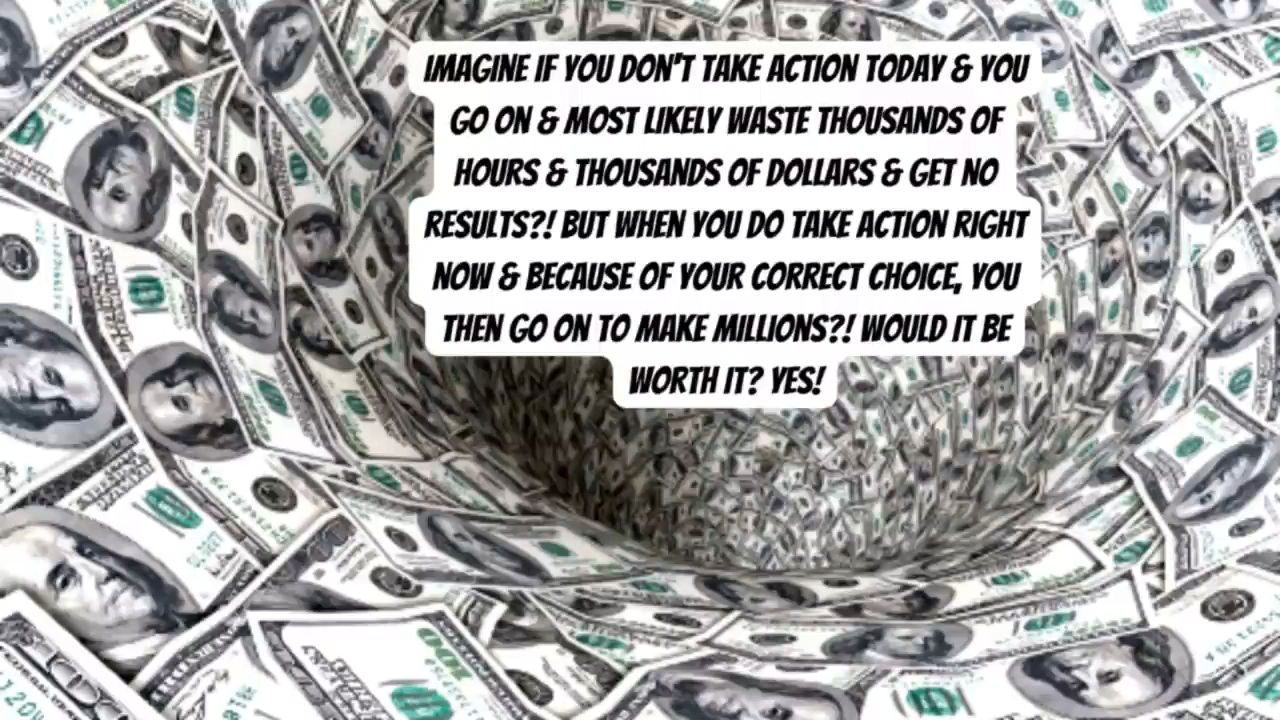 IMAGINE IF YOU DON'T TAKE ACTION TODAY & YOU
GO ON & MOST LIKELY WASTE THOUSANDS OF
HOURS & THOUSANDS OF DOLLARS & GET NO
RESULTS?! BUT WHEN YOU DO TAKE ACTION RIGHT
NOW & BECAUSE OF YOUR CORRECT CHOICE, YOU
THEN GO ON TO MAKE MILLIONS?! WOULD IT BE
WORTH IT? YES!